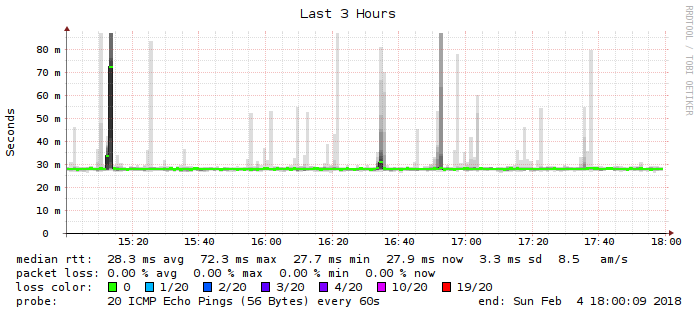 Last 3 Hours
RRDTOOL / TOBI OETIKER
Seconds
80 m
70 m
60 m
50 m
40 m
30 m
20 m
10 m
0
15:20 15:40 16:00 16:20 16:40 17:00 17:20 17:40 18:00
median rtt: 28.3 ms avg 72.3 ms max 27.7 ms min 27.9 ms now 3.3 ms sd 8.5 am/s
packet loss: 0.00 % avg 0.00 % max 0.00 % min 0.00 % now
loss color: 0 1/20 2/20 3/20 4/20 10/20 19/20
probe: 20 ICMP Echo Pings (56 Bytes) every 60s end: Sun Feb 4 18:00:09 2018